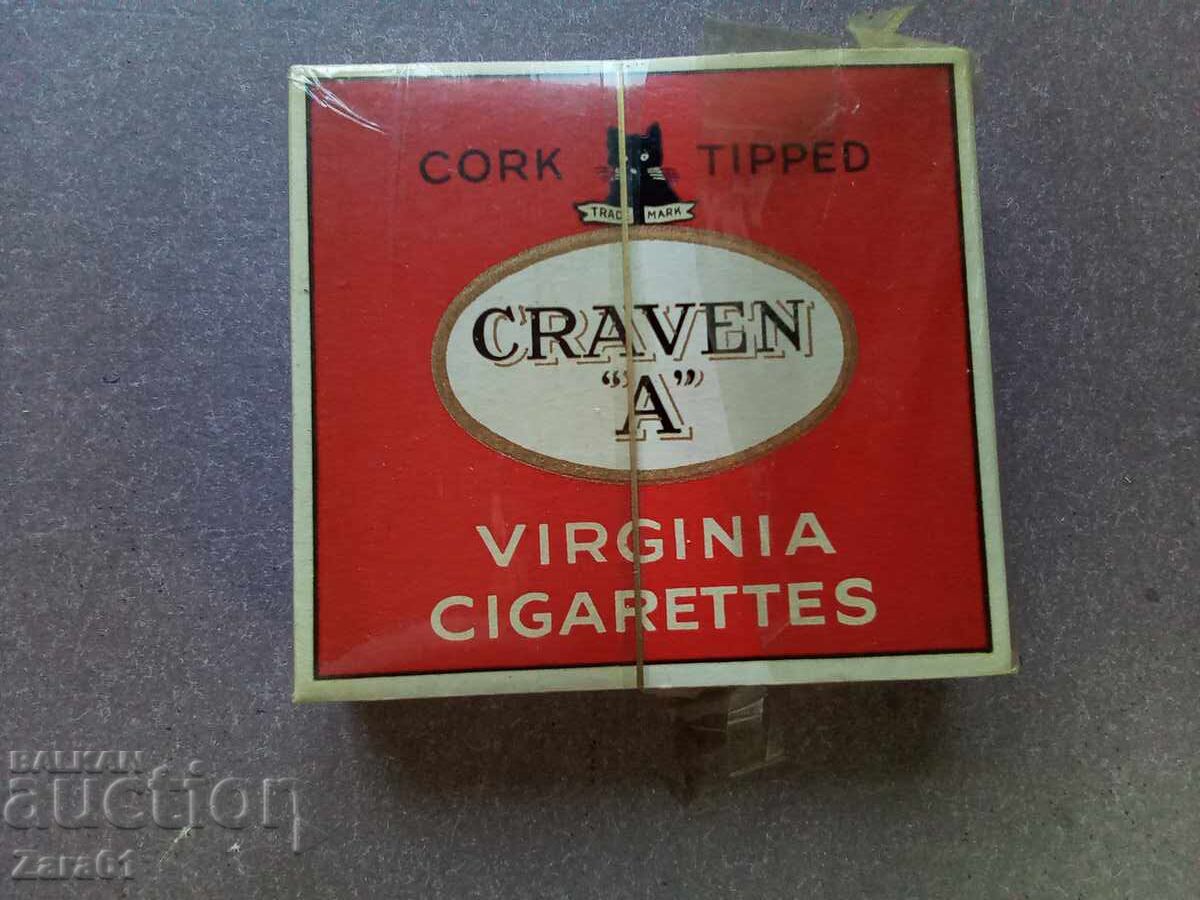 CORK TIPPED
TRADE MARK
CRAVEN
"A"
VIRGINIA
CIGARETTES
BALKAN
auction
Zara61